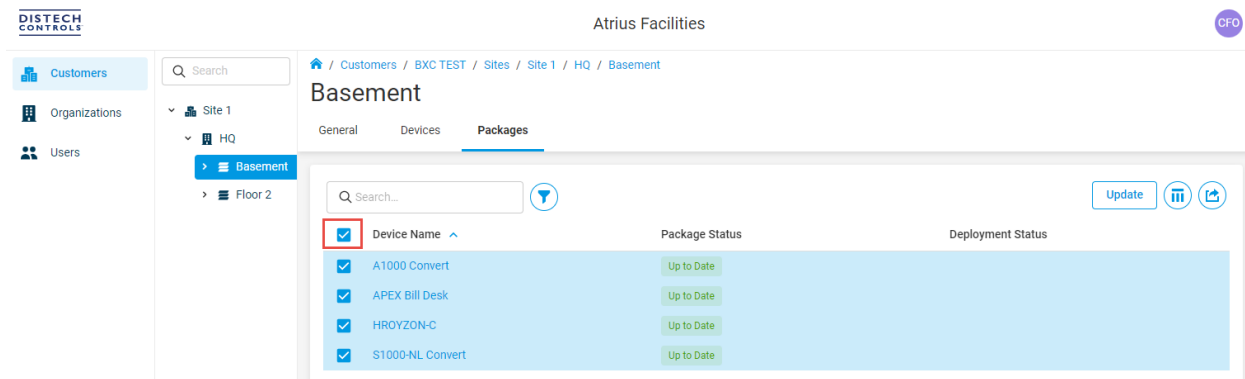 DISTECH
CONTROLS
Atrius Facilities
CFO
Customers
Organizations
Users
Search
Site 1
HQ
Basement
Floor 2
/ Customers / BXC TEST / Sites / Site 1 / HQ / Basement
Basement
General Devices Packages
Search... Update
Device Name Package Status Deployment Status
A1000 Convert Up to Date
APEX Bill Desk Up to Date
HROYZON-C Up to Date
S1000-NL Convert Up to Date